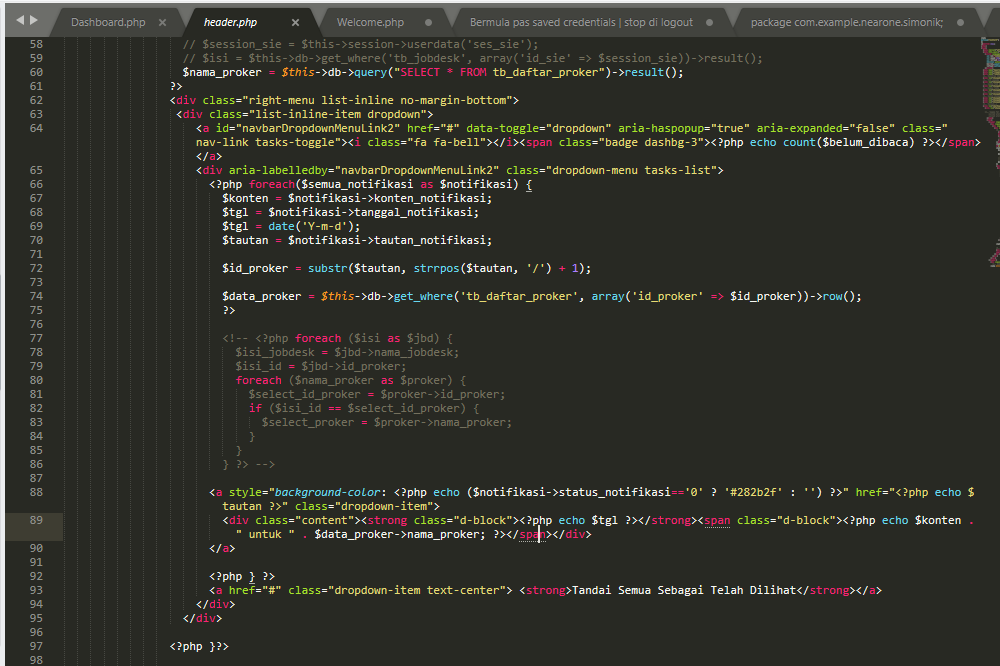 Dashboard.php × header.php × Welcome.php Bermula pas saved credentials | stop di logout package com.example.nearone.simonik;
58 // $session_sie = $this->session->userdata('ses_sie');
59 // $isi = $this->db->get_where('tb_jobdesk', array('id_sie' => $session_sie))->result();
60 $nama_proker = $this->db->query("SELECT * FROM tb_daftar_proker")->result();
61 ?>
62 <div class="right-menu list-inline no-margin-bottom">
63 <div class="list-inline-item dropdown">
64 <a id="navbarDropdownMenuLink2" href="#" data-toggle="dropdown" aria-haspopup="true" aria-expanded="false" class="
nav-link tasks-toggle"><i class="fa fa-bell"></i><span class="badge dashbg-3"><?php echo count($belum_dibaca) ?></span>
</a>
65 <div aria-labelledby="navbarDropdownMenuLink2" class="dropdown-menu tasks-list">
66 <?php foreach($semua_notifikasi as $notifikasi) {
67 $konten = $notifikasi->konten_notifikasi;
68 $tgl = $notifikasi->tanggal_notifikasi;
69 $tgl = date('Y-m-d');
70 $tautan = $notifikasi->tautan_notifikasi;
71
72 $id_proker = substr($tautan, strrpos($tautan, '/') + 1);
73
74 $data_proker = $this->db->get_where('tb_daftar_proker', array('id_proker' => $id_proker))->row();
75 ?>
76
77 <!-- <?php foreach ($isi as $jbd) {
78 $isi_jobdesk = $jbd->nama_jobdesk;
79 $isi_id = $jbd->id_proker;
80 foreach ($nama_proker as $proker) {
81 $select_id_proker = $proker->id_proker;
82 if ($isi_id == $select_id_proker) {
83 $select_proker = $proker->nama_proker;
84 }
85 }
86 } ?> -->
87
88 <a style="background-color: <?php echo ($notifikasi->status_notifikasi=='0' ? '#282b2f' : '') ?>" href="<?php echo $
tautan ?>" class="dropdown-item">
89 <div class="content"><strong class="d-block"><?php echo $tgl ?></strong><span class="d-block"><?php echo $konten .
" untuk " . $data_proker->nama_proker; ?></span></div>
90 </a>
91
92 <?php } ?>
93 <a href="#" class="dropdown-item text-center"> <strong>Tandai Semua Sebagai Telah Dilihat</strong></a>
94 </div>
95 </div>
96
97 <?php }?>
98